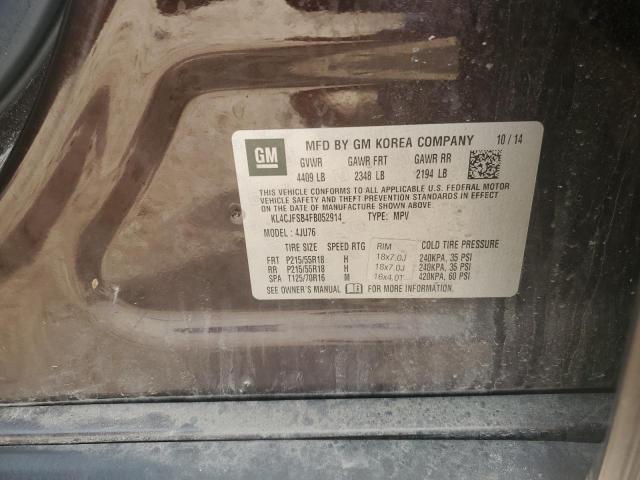 MFD BY GM KOREA COMPANY 10/14
GM
GVWR GAWR FRT GAWR RR
4409 LB 2348 LB 2194 LB
THIS VEHICLE CONFORMS TO ALL APPLICABLE U.S. FEDERAL MOTOR
VEHICLE SAFETY AND THEFT PREVENTION STANDARDS IN EFFECT
ON THE DATE OF MANUFACTURE SHOWN ABOVE.
KL4CJFSB4FB052914 TYPE: MPV
MODEL: 4JU76
TIRE SIZE SPEED RTG RIM COLD TIRE PRESSURE
FRT P215/55R18 H 18x7.0J 240KPA, 35 PSI
RR P215/55R18 H 18x7.0J 240KPA, 35 PSI
SPA T125/70R16 M 16x4.0T 420KPA, 60 PSI
SEE OWNER'S MANUAL FOR MORE INFORMATION